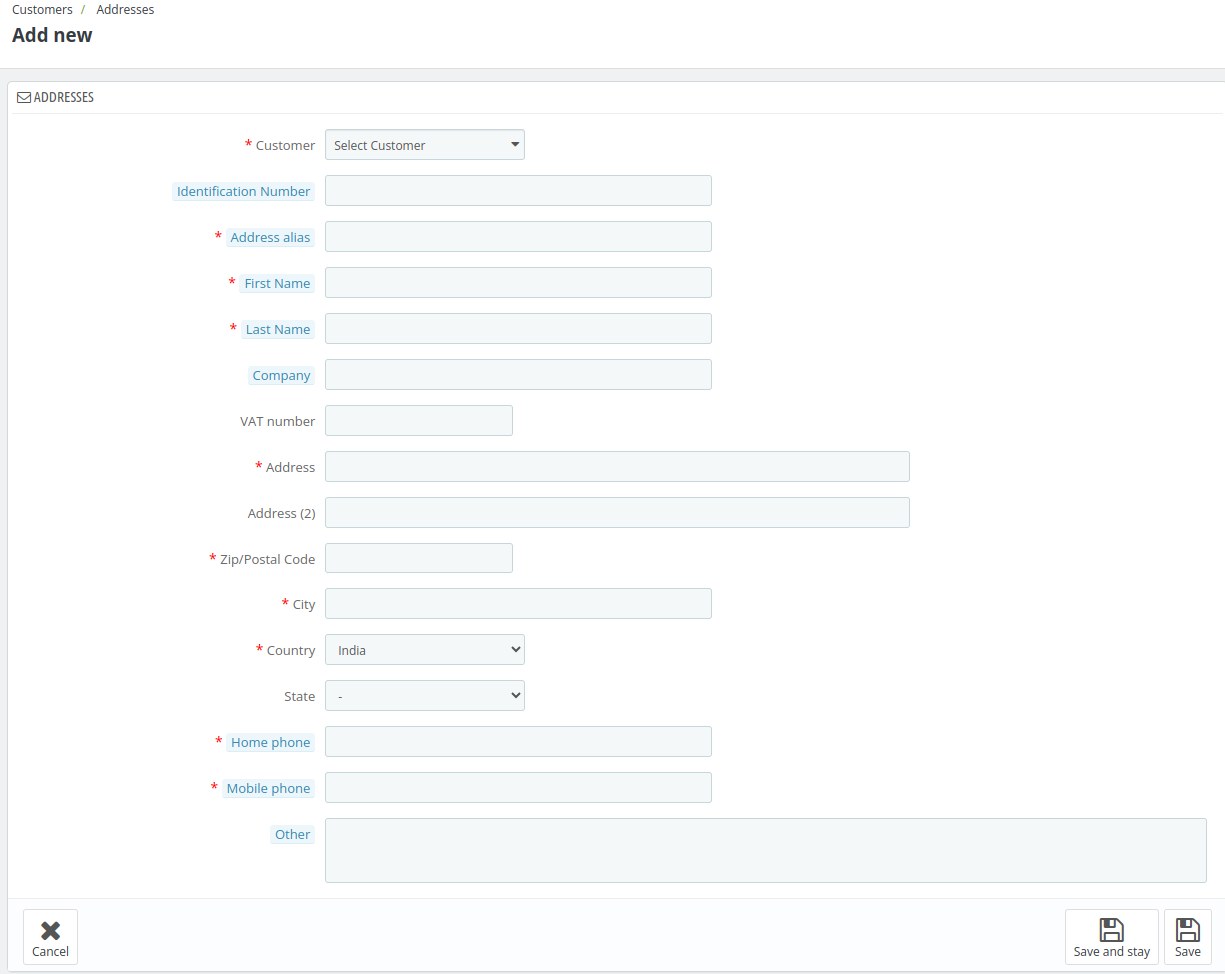 Customers / Addresses
Add new
ADDRESSES
* Customer Select Customer
Identification Number
* Address alias
* First Name
* Last Name
Company
VAT number
* Address
Address (2)
* Zip/Postal Code
* City
* Country India
State -
* Home phone
* Mobile phone
Other
Cancel Save and stay Save